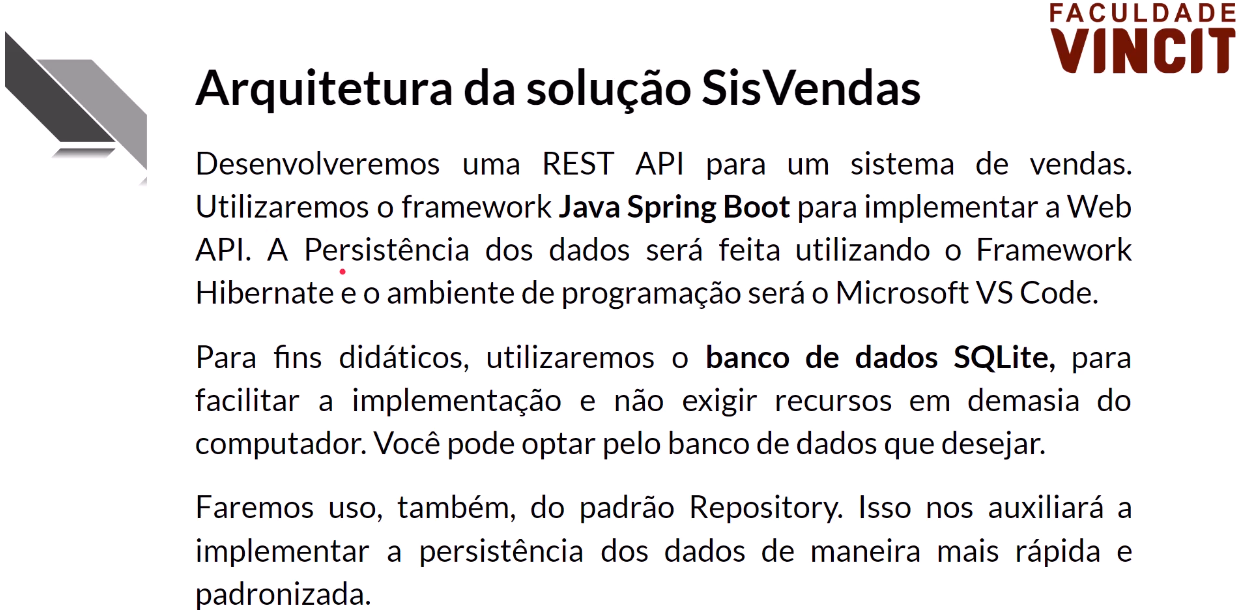 FACULDADE
VINCIT
Arquitetura da solução SisVendas
Desenvolveremos uma REST API para um sistema de vendas.
Utilizaremos o framework Java Spring Boot para implementar a Web
API. A Persistência dos dados será feita utilizando o Framework
Hibernate e o ambiente de programação será o Microsoft VS Code.
Para fins didáticos, utilizaremos o banco de dados SQLite, para
facilitar a implementação e não exigir recursos em demasia do
computador. Você pode optar pelo banco de dados que desejar.
Faremos uso, também, do padrão Repository. Isso nos auxiliará a
implementar a persistência dos dados de maneira mais rápida e
padronizada.